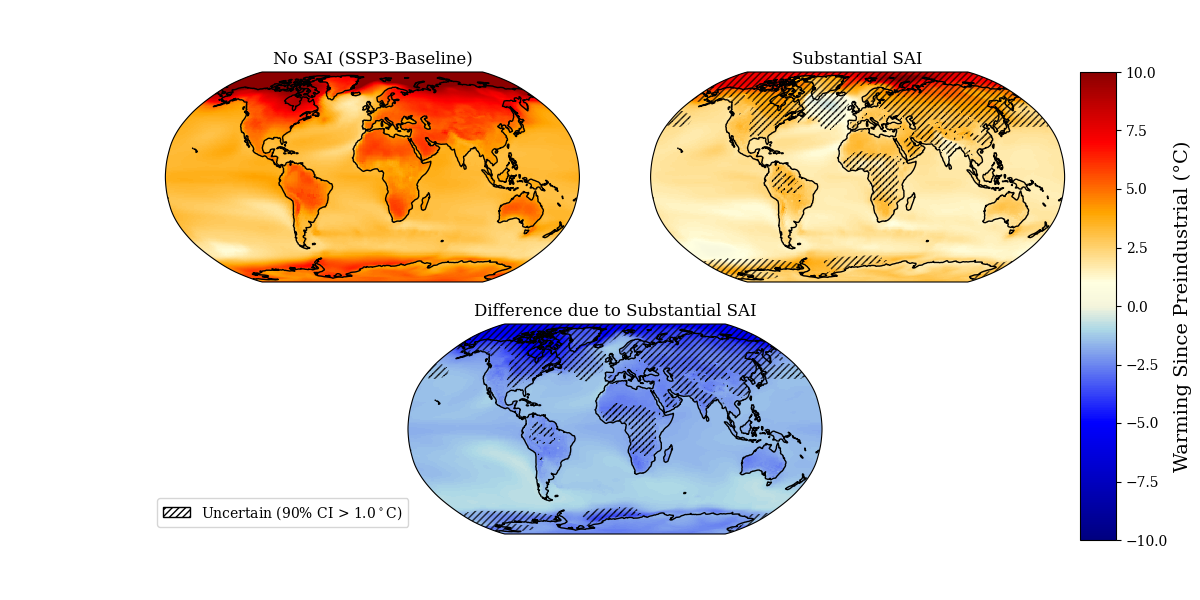 No SAI (SSP3-Baseline)
Substantial SAI
Difference due to Substantial SAI
Uncertain (90% CI > 1.0°C)
10.0
7.5
5.0
2.5
0.0
−2.5
−5.0
−7.5
−10.0
Warming Since Preindustrial (°C)